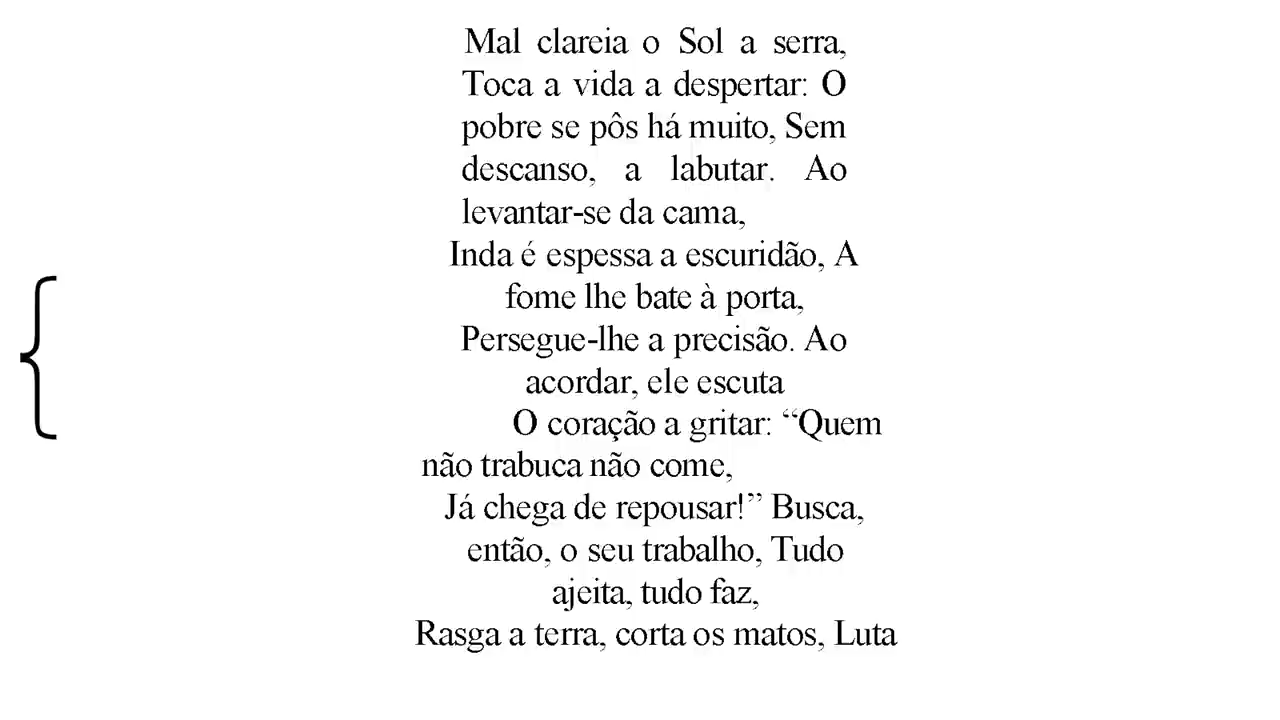 Mal clareia o Sol a serra,
Toca a vida a despertar: O
pobre se pôs há muito, Sem
descanso, a labutar. Ao
levantar-se da cama,
Inda é espessa a escuridão, A
fome lhe bate à porta,
Persegue-lhe a precisão. Ao
acordar, ele escuta
O coração a gritar: “Quem
não trabuca não come,
Já chega de repousar!” Busca,
então, o seu trabalho, Tudo
ajeita, tudo faz,
Rasga a terra, corta os matos, Luta